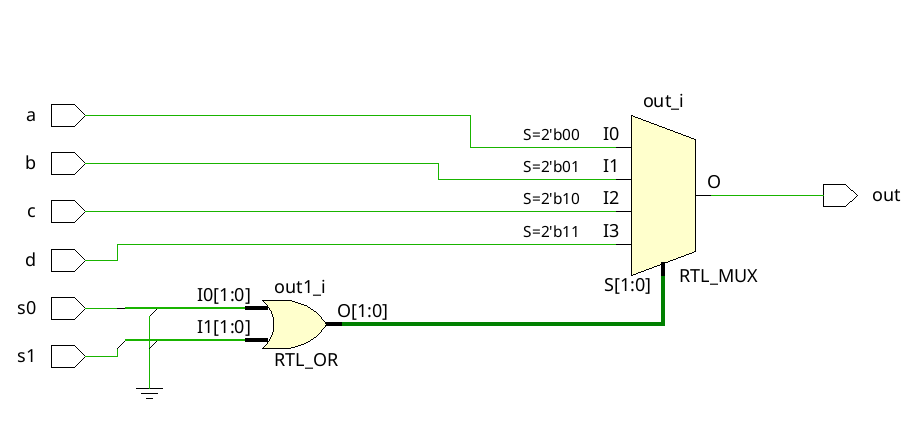 out_i
a
S=2'b00 I0
b
S=2'b01 I1
O
out
c
S=2'b10 I2
d
S=2'b11 I3
S[1:0] RTL_MUX
s0
I0[1:0]
out1_i
O[1:0]
s1
I1[1:0]
RTL_OR